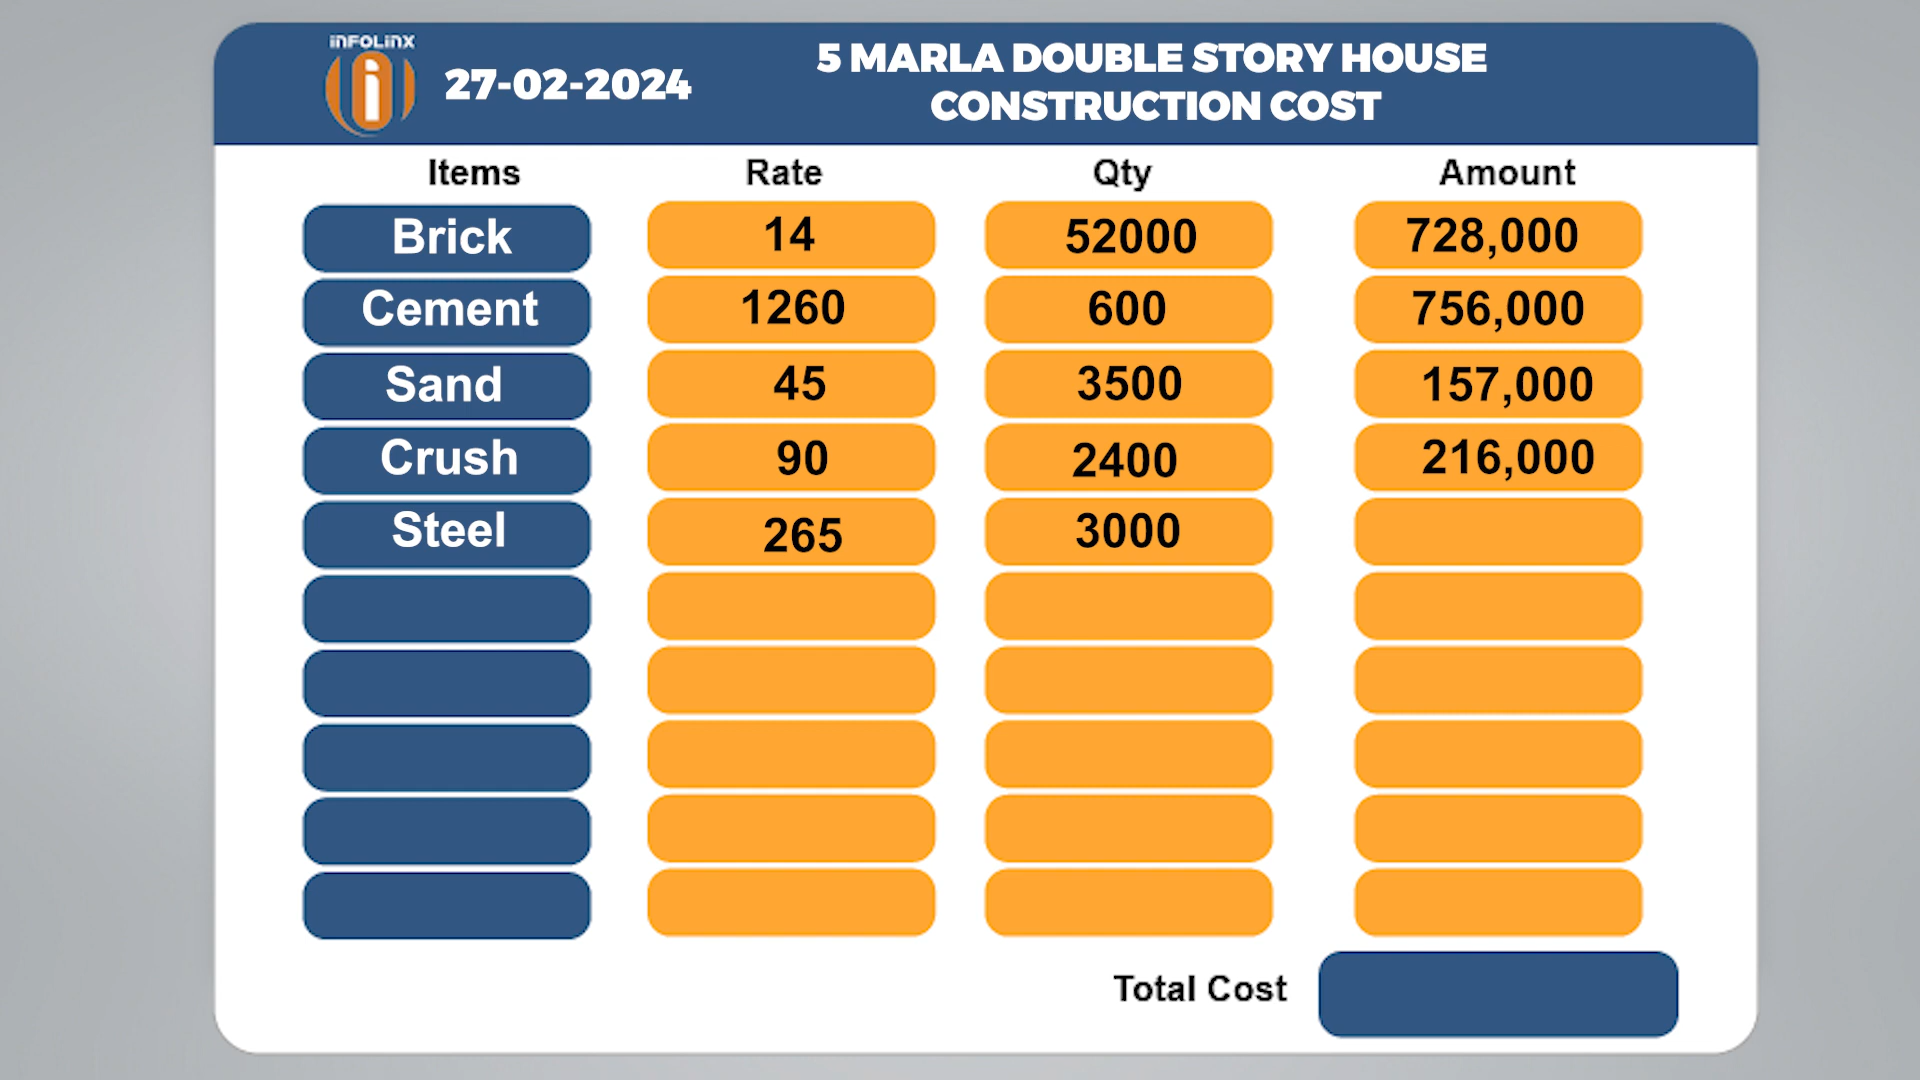 iNFOLiNX
27-02-2024
5 MARLA DOUBLE STORY HOUSE
CONSTRUCTION COST
Items Rate Qty Amount
Brick 14 52000 728,000
Cement 1260 600 756,000
Sand 45 3500 157,000
Crush 90 2400 216,000
Steel 265 3000
Total Cost